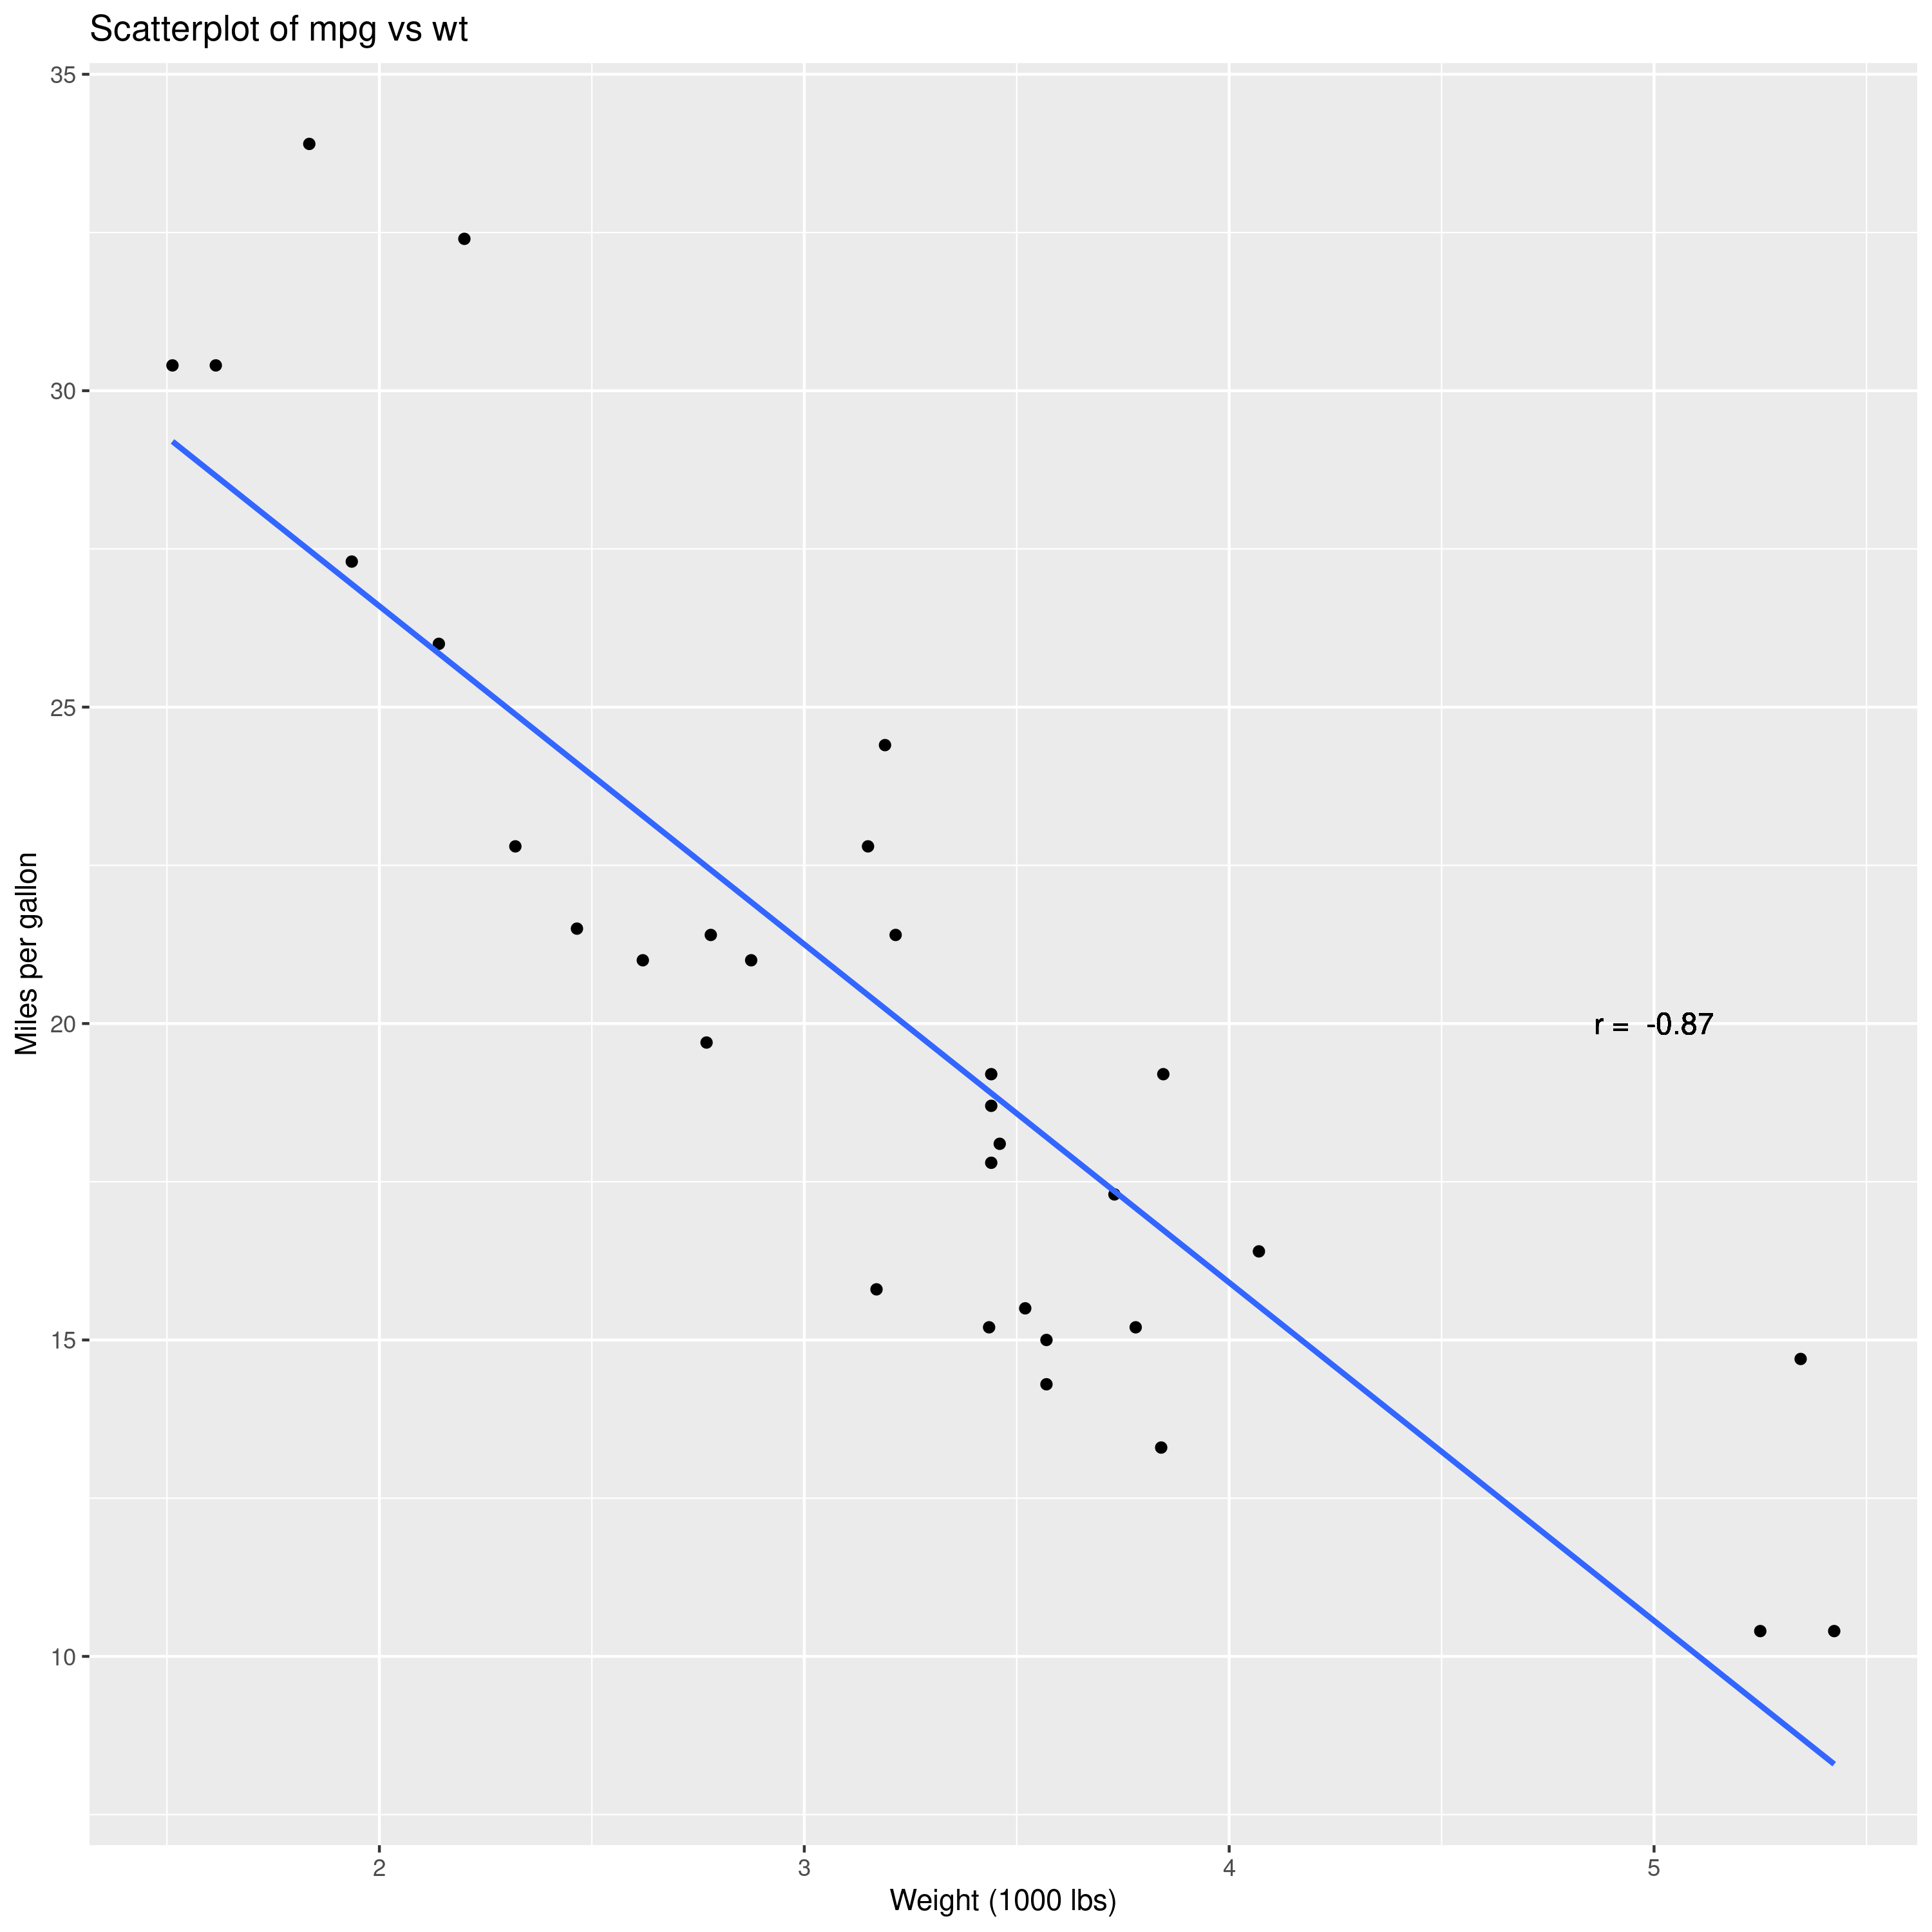 Scatterplot of mpg vs wt
35
30
25
20
15
10
Miles per gallon
r =  -0.87
2 3 4 5
Weight (1000 lbs)